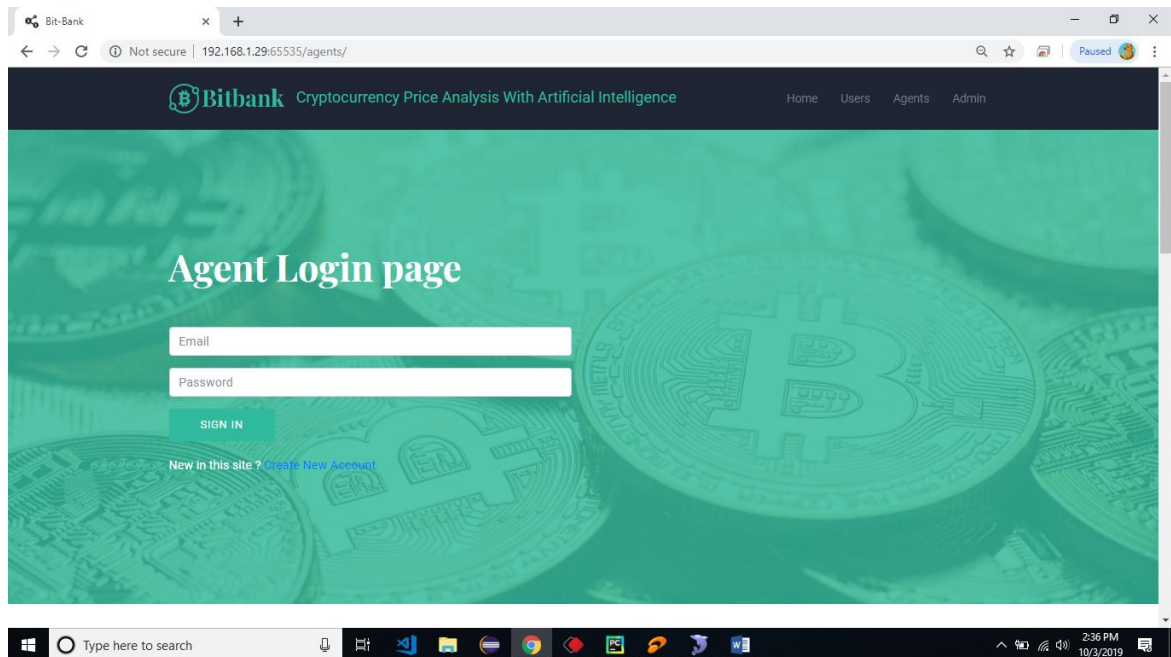 Bit-Bank
Not secure | 192.168.1.29:65535/agents/
Paused
Bitbank Cryptocurrency Price Analysis With Artificial Intelligence
Home Users Agents Admin
Agent Login page
Email
Password
SIGN IN
New in this site ? Create New Account
Type here to search
2:36 PM
10/3/2019